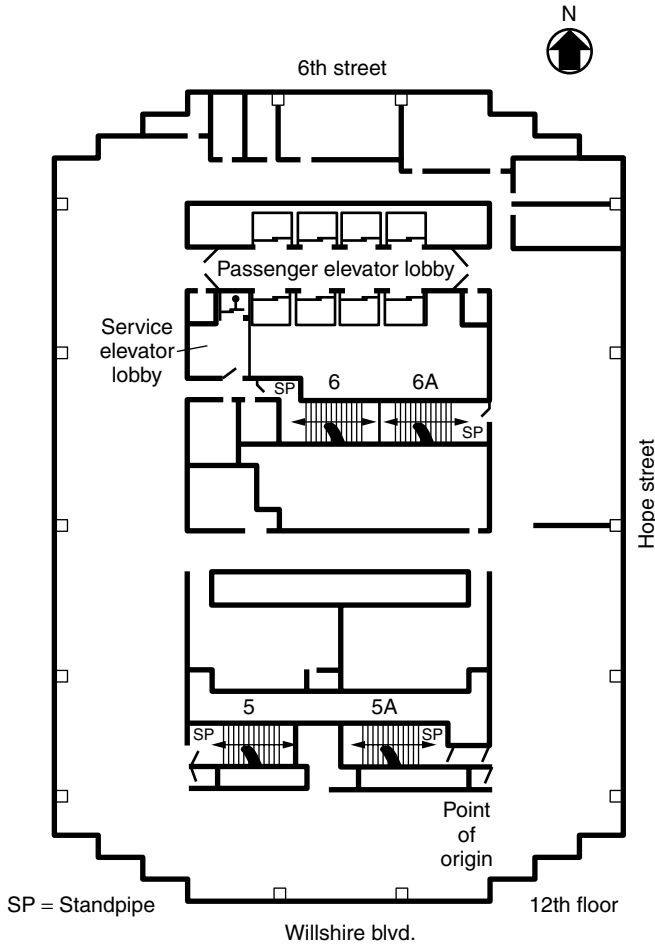 N
6th street
Passenger elevator lobby
Service
elevator
lobby
SP
6
6A
SP
Hope street
5
5A
SP
SP
Point
of
origin
SP = Standpipe
12th floor
Willshire blvd.